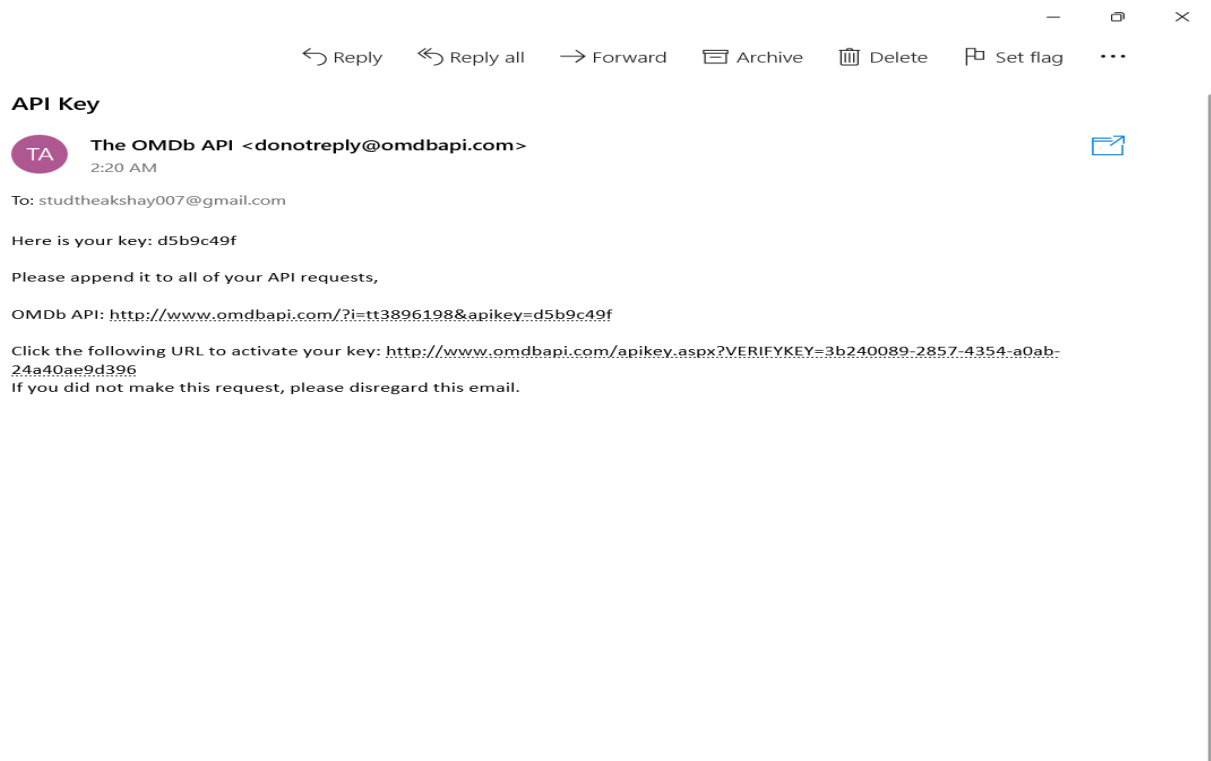 Reply
Reply all
Forward
Archive
Delete
Set flag
API Key
TA
The OMDb API <donotreply@omdbapi.com>
2:20 AM
To: studtheakshay007@gmail.com
Here is your key: d5b9c49f
Please append it to all of your API requests,
OMDb API: http://www.omdbapi.com/?i=tt3896198&apikey=d5b9c49f
Click the following URL to activate your key: http://www.omdbapi.com/apikey.aspx?VERIFYKEY=3b240089-2857-4354-a0ab-
24a40ae9d396
If you did not make this request, please disregard this email.